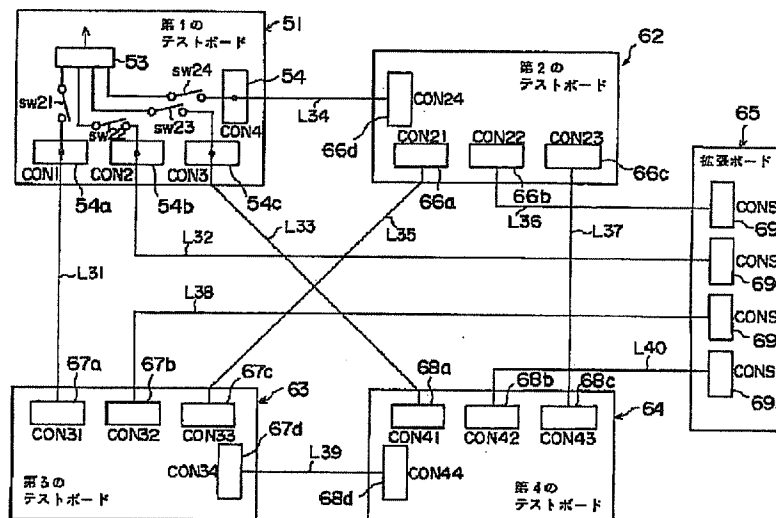 第1の
テストボード
51
53
sw21
sw24
54
sw23
sw22
CON4
CON1
CON2
CON3
54a
54b
54c
L34
第2の
テストボード
62
CON24
66d
CON21
CON22
CON23
66a
66b
66c
65
拡張ボード
L31
L32
L33
L35
L36
L37
L38
L40
69
69
69
67a
67b
67c
63
CON31
CON32
CON33
67d
CON34
第3の
テストボード
L39
68a
68b
68c
64
CON41
CON42
CON43
CON44
68d
第4の
テストボード